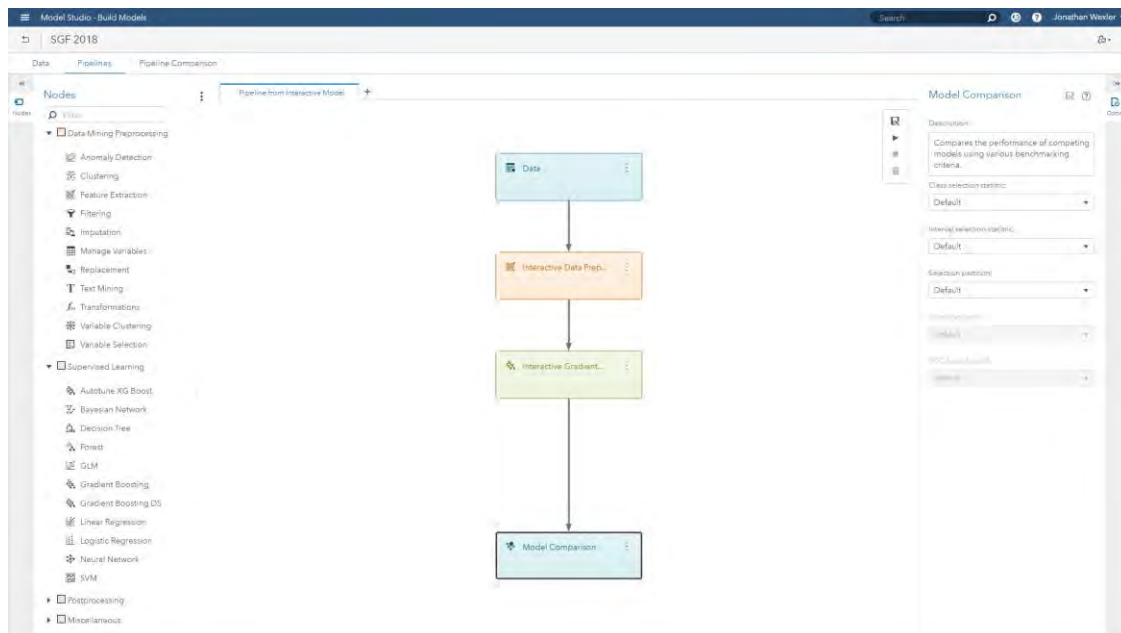 Model Studio - Build Models
Search
Jonathan Wexler
SGF 2018
Data
Pipelines
Pipeline Comparison
Nodes
Nodes
Filter
Data Mining Preprocessing
Anomaly Detection
Clustering
Feature Extraction
Filtering
Imputation
Manage Variables
Replacement
Text Mining
Transformations
Variable Clustering
Variable Selection
Supervised Learning
Autotune XG Boost
Bayesian Network
Decision Tree
Forest
GLM
Gradient Boosting
Gradient Boosting DS
Linear Regression
Logistic Regression
Neural Network
SVM
Postprocessing
Miscellaneous
Pipeline from Interactive Model
Data
Interactive Data Prep...
Interactive Gradient...
Model Comparison
Model Comparison
Description:
Compares the performance of competing
models using various benchmarking
criteria.
Class selection statistic:
Default
Interval selection statistic:
Default
Selection partition:
Default
Default